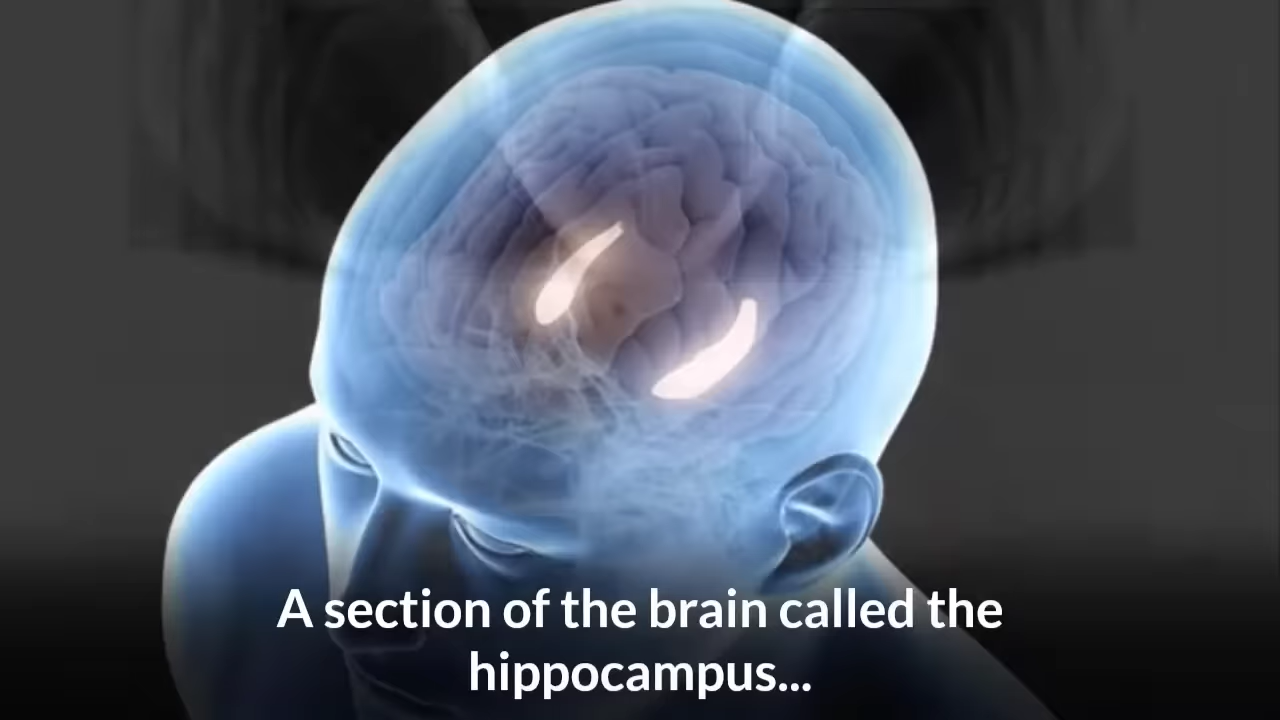 A section of the brain called the
hippocampus...